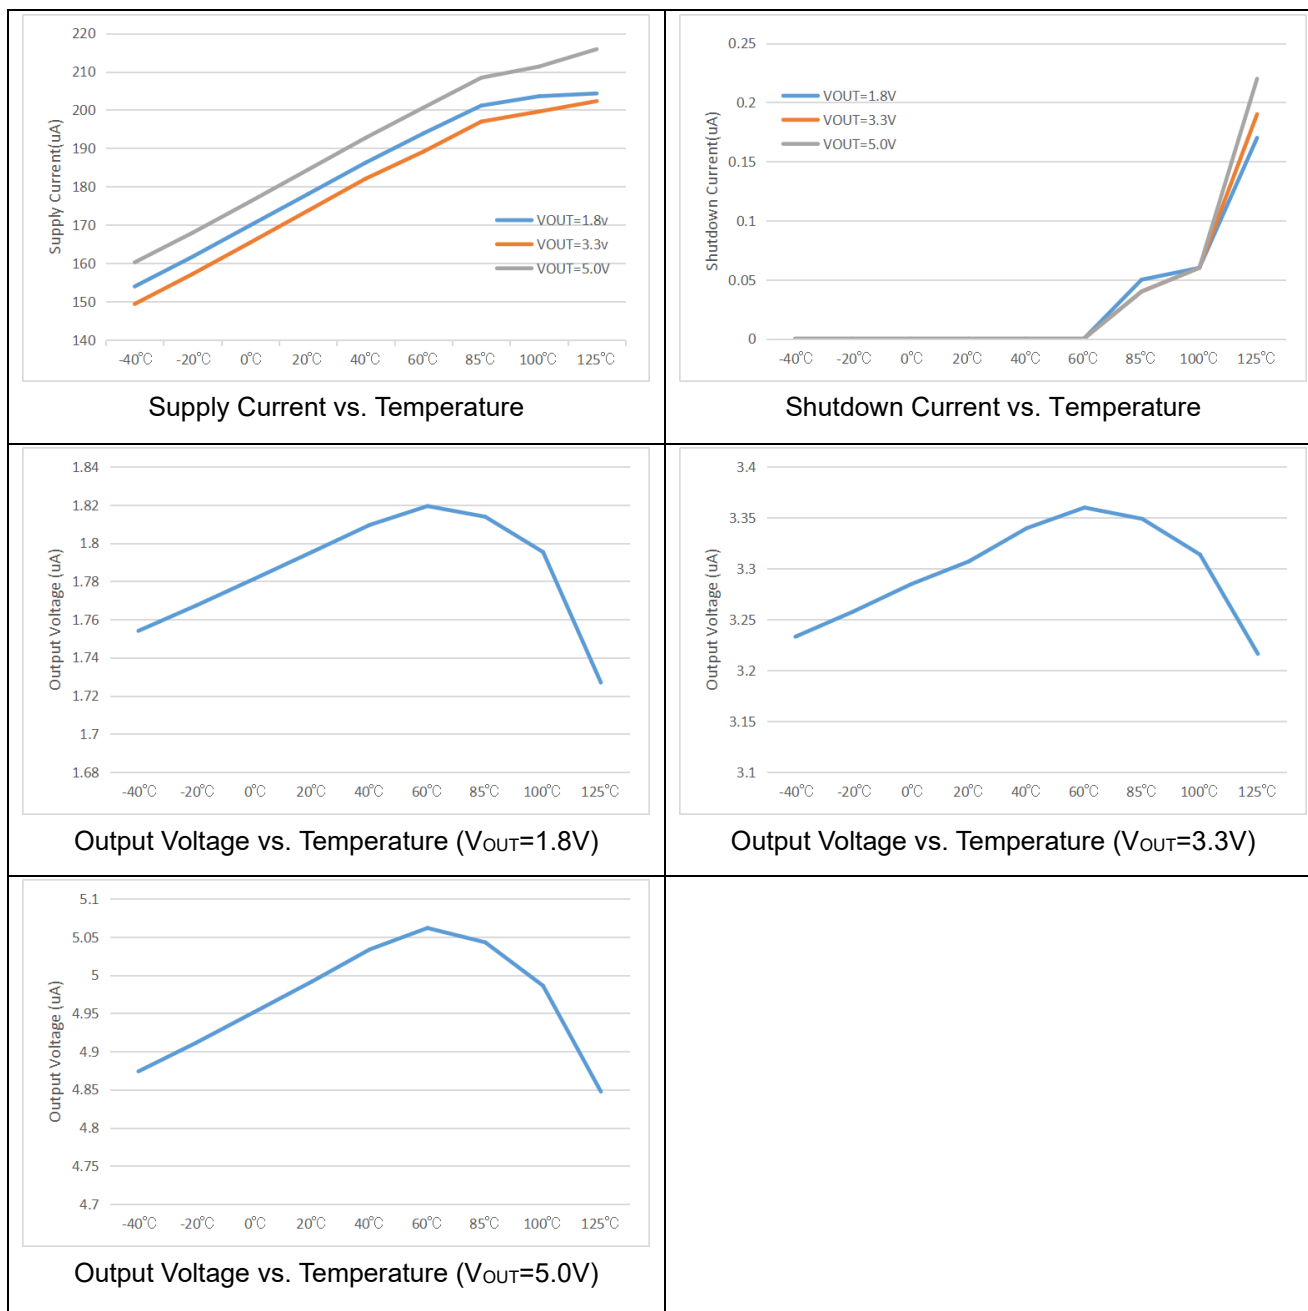 220
210
200
190
180
170
160
150
140
Supply Current(uA)
VOUT=1.8v
VOUT=3.3v
VOUT=5.0V
-40℃ -20℃ 0℃ 20℃ 40℃ 60℃ 85℃ 100℃ 125℃
Supply Current vs. Temperature
0.25
0.2
0.15
0.1
0.05
0
Shutdown Current(uA)
VOUT=1.8V
VOUT=3.3V
VOUT=5.0V
-40℃ -20℃ 0℃ 20℃ 40℃ 60℃ 85℃ 100℃ 125℃
Shutdown Current vs. Temperature
1.84
1.82
1.8
1.78
1.76
1.74
1.72
1.7
1.68
Output Voltage (uA)
-40℃ -20℃ 0℃ 20℃ 40℃ 60℃ 85℃ 100℃ 125℃
Output Voltage vs. Temperature (VOUT=1.8V)
3.4
3.35
3.3
3.25
3.2
3.15
3.1
Output Voltage (uA)
-40℃ -20℃ 0℃ 20℃ 40℃ 60℃ 85℃ 100℃ 125℃
Output Voltage vs. Temperature (VOUT=3.3V)
5.1
5.05
5
4.95
4.9
4.85
4.8
4.75
4.7
Output Voltage (uA)
-40℃ -20℃ 0℃ 20℃ 40℃ 60℃ 85℃ 100℃ 125℃
Output Voltage vs. Temperature (VOUT=5.0V)